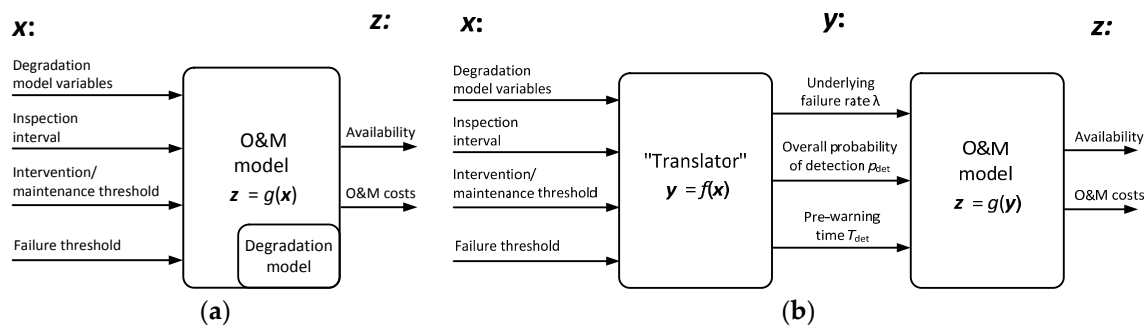 x:
z:
Degradation
model variables
Inspection
interval
Intervention/
maintenance threshold
Failure threshold
O&M
model
z = g(x)
Degradation
model
Availability
O&M costs
(a)
x:
y:
z:
Degradation
model variables
Inspection
interval
Intervention/
maintenance threshold
Failure threshold
"Translator"
y = f(x)
Underlying
failure rate λ
Overall probability
of detection pdet
Pre-warning
time Tdet
O&M
model
z = g(y)
Availability
O&M costs
(b)